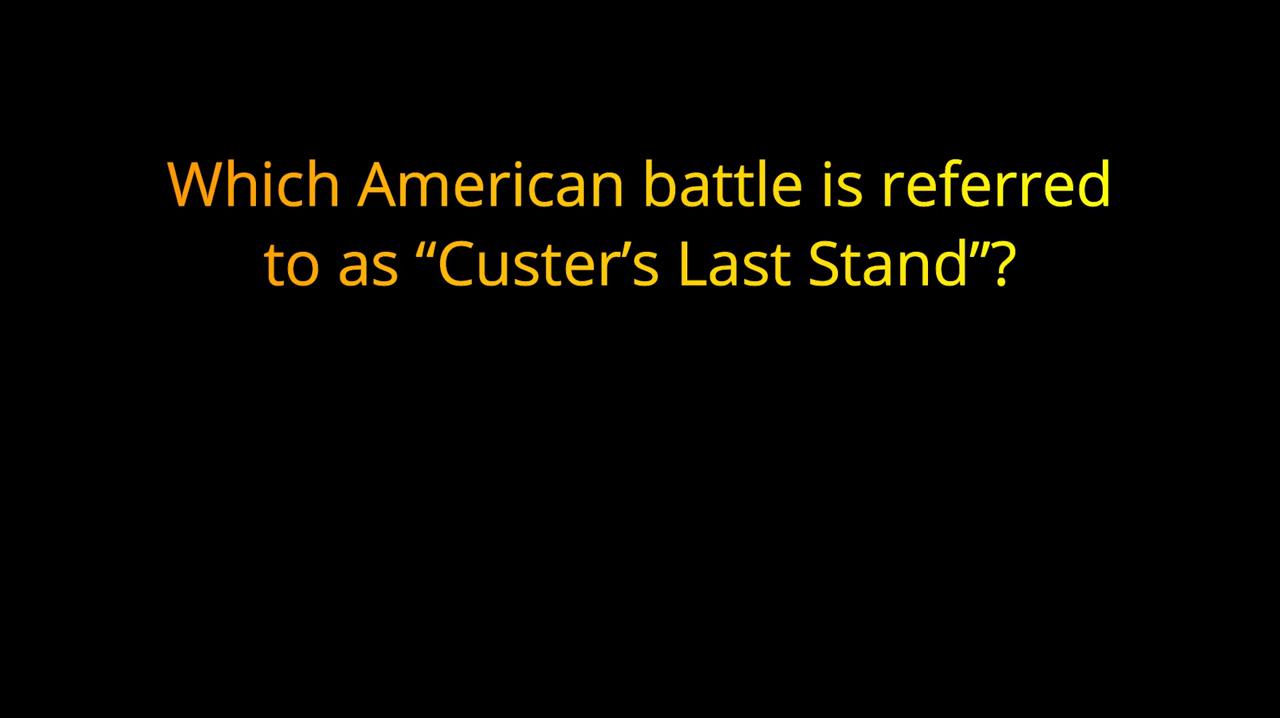 Which American battle is referred
to as “Custer’s Last Stand”?